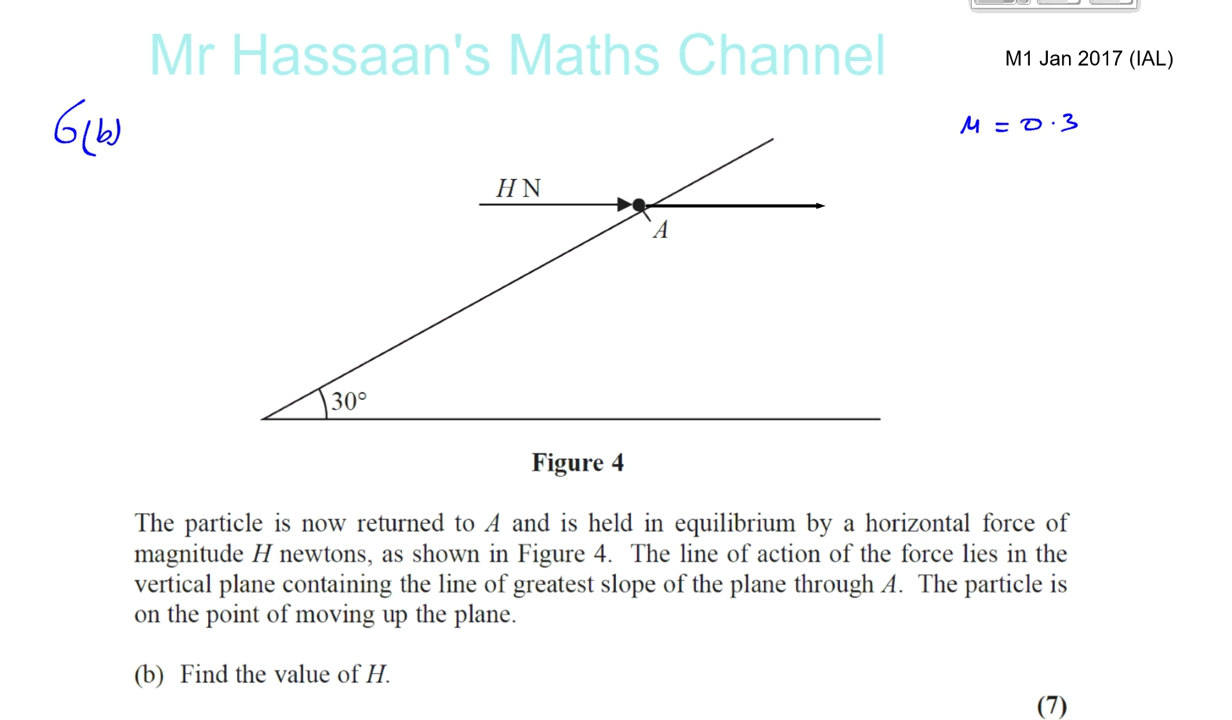 Mr Hassaan's Maths Channel
M1 Jan 2017 (IAL)
6(b)
μ = 0.3
H N
A
30°
Figure 4
The particle is now returned to A and is held in equilibrium by a horizontal force of
magnitude H newtons, as shown in Figure 4. The line of action of the force lies in the
vertical plane containing the line of greatest slope of the plane through A. The particle is
on the point of moving up the plane.
(b) Find the value of H.
(7)